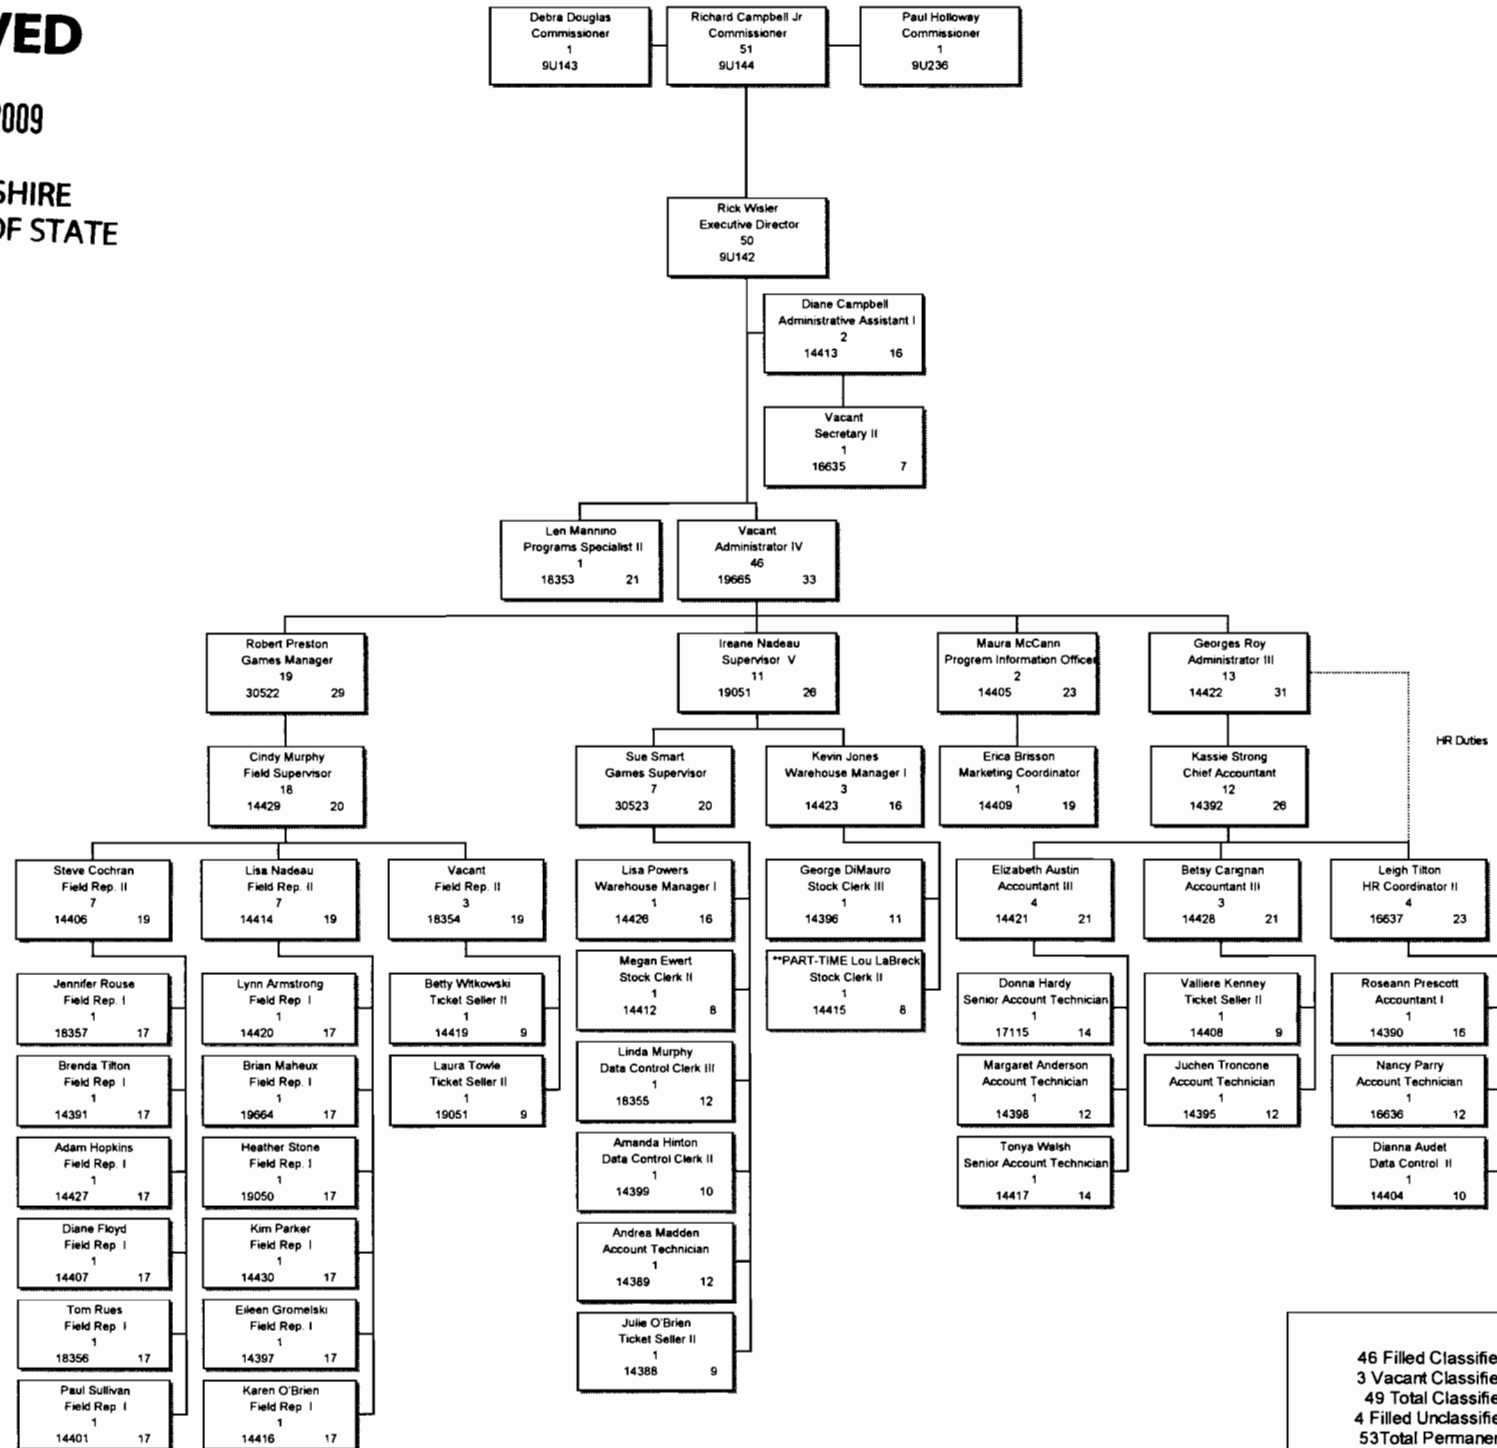 VED
2009
SHIRE
OF STATE
Debra Douglas
Commissioner
1
9U143
Richard Campbell Jr
Commissioner
51
9U144
Paul Holloway
Commissioner
1
9U236
Rick Wisler
Executive Director
50
9U142
Diane Campbell
Administrative Assistant I
2
14413 16
Vacant
Secretary II
1
16635 7
Len Mannino
Programs Specialist II
1
18353 21
Vacant
Administrator IV
46
19665 33
Robert Preston
Games Manager
19
30522 29
Ireane Nadeau
Supervisor V
11
19051 26
Maura McCann
Progrem Information Officer
2
14405 23
Georges Roy
Administrator III
13
14422 31
HR Duties
Cindy Murphy
Field Supervisor
18
14429 20
Sue Smart
Games Supervisor
7
30523 20
Kevin Jones
Warehouse Manager I
3
14423 16
Erica Brisson
Marketing Coordinator
1
14409 19
Kassie Strong
Chief Accountant
12
14392 26
Steve Cochran
Field Rep. II
7
14406 19
Lisa Nadeau
Field Rep. II
7
14414 19
Vacant
Field Rep. II
3
18354 19
Lisa Powers
Warehouse Manager I
1
14426 16
George DiMauro
Stock Clerk III
1
14396 11
Elizabeth Austin
Accountant III
4
14421 21
Betsy Carignan
Accountant III
3
14428 21
Leigh Tilton
HR Coordinator II
4
16637 23
Jennifer Rouse
Field Rep. I
1
18357 17
Brenda Tilton
Field Rep I
1
14391 17
Adam Hopkins
Field Rep. I
1
14427 17
Diane Floyd
Field Rep I
1
14407 17
Tom Rues
Field Rep I
1
18356 17
Paul Sullivan
Field Rep I
1
14401 17
Lynn Armstrong
Field Rep I
1
14420 17
Brian Maheux
Field Rep. I
1
19664 17
Heather Stone
Field Rep. I
1
19050 17
Kim Parker
Field Rep I
1
14430 17
Eileen Gromelski
Field Rep. I
1
14397 17
Karen O'Brien
Field Rep I
1
14416 17
Betty Witkowski
Ticket Seller II
1
14419 9
Laura Towle
Ticket Seller II
1
19051 9
Megan Ewert
Stock Clerk II
1
14412 8
Linda Murphy
Data Control Clerk III
1
18355 12
Amanda Hinton
Data Control Clerk II
1
14399 10
Andrea Madden
Account Technician
1
14389 12
Julie O'Brien
Ticket Seller II
1
14388 9
**PART-TIME Lou LaBreck
Stock Clerk II
1
14415 8
Donna Hardy
Senior Account Technician
1
17115 14
Margaret Anderson
Account Technician
1
14398 12
Tonya Walsh
Senior Account Technician
1
14417 14
Valliere Kenney
Ticket Seller II
1
14408 9
Juchen Troncone
Account Technician
1
14395 12
Roseann Prescott
Accountant I
1
14390 16
Nancy Parry
Account Technician
1
16636 12
Dianna Audet
Data Control II
1
14404 10
46 Filled Classifie
3 Vacant Classifie
49 Total Classifie
4 Filled Unclassifie
53Total Permaner